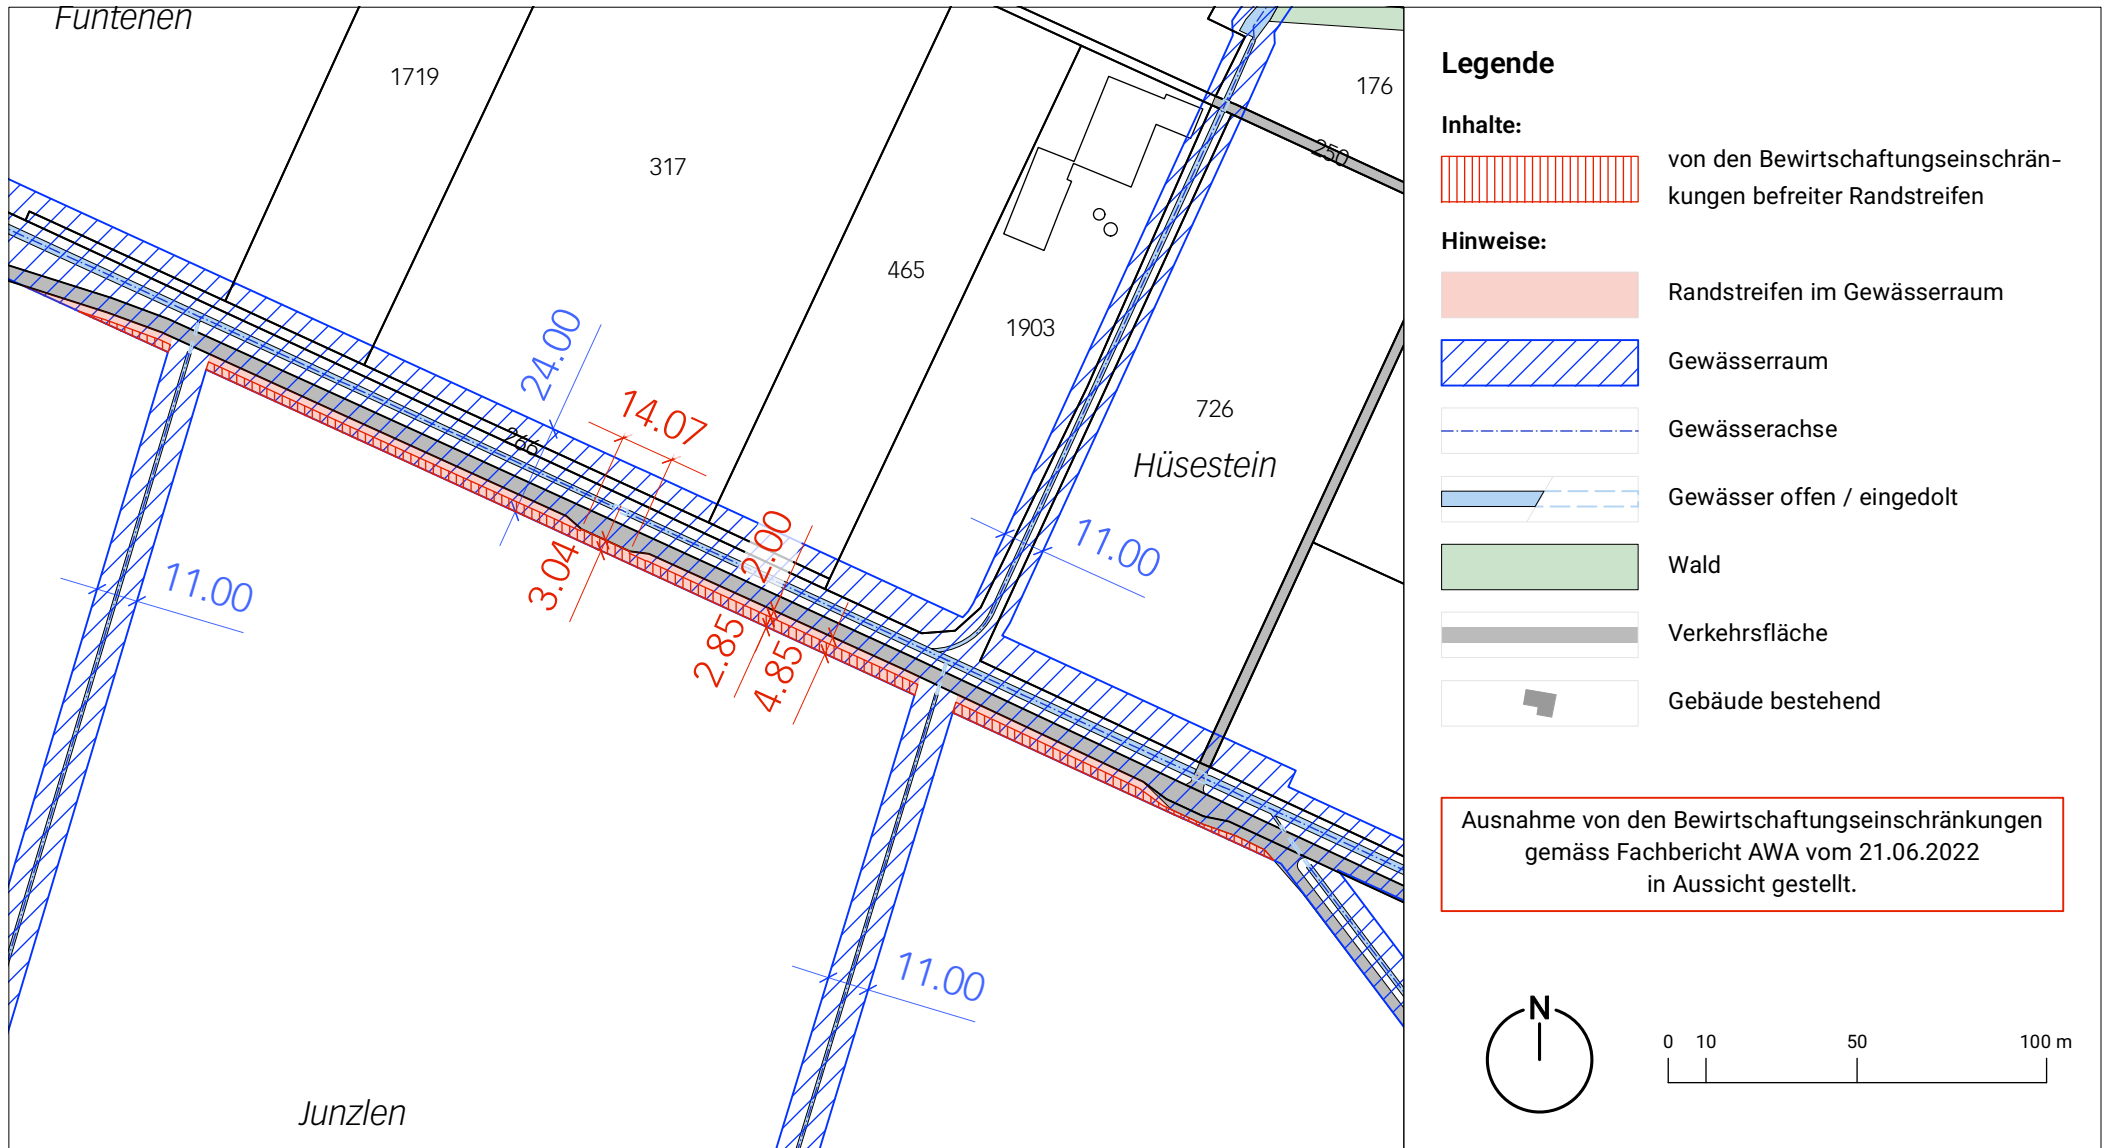 Funtenen
1719
317
465
1903
176
250
726
Hüsestein
266
24.00
14.07
3.04
2.00
2.85
4.85
11.00
11.00
11.00
Junzlen
Legende
Inhalte:
von den Bewirtschaftungseinschrän-
kungen befreiter Randstreifen
Hinweise:
Randstreifen im Gewässerraum
Gewässerraum
Gewässerachse
Gewässer offen / eingedolt
Wald
Verkehrsfläche
Gebäude bestehend
Ausnahme von den Bewirtschaftungseinschränkungen
gemäss Fachbericht AWA vom 21.06.2022
in Aussicht gestellt.
N
0 10 50 100 m